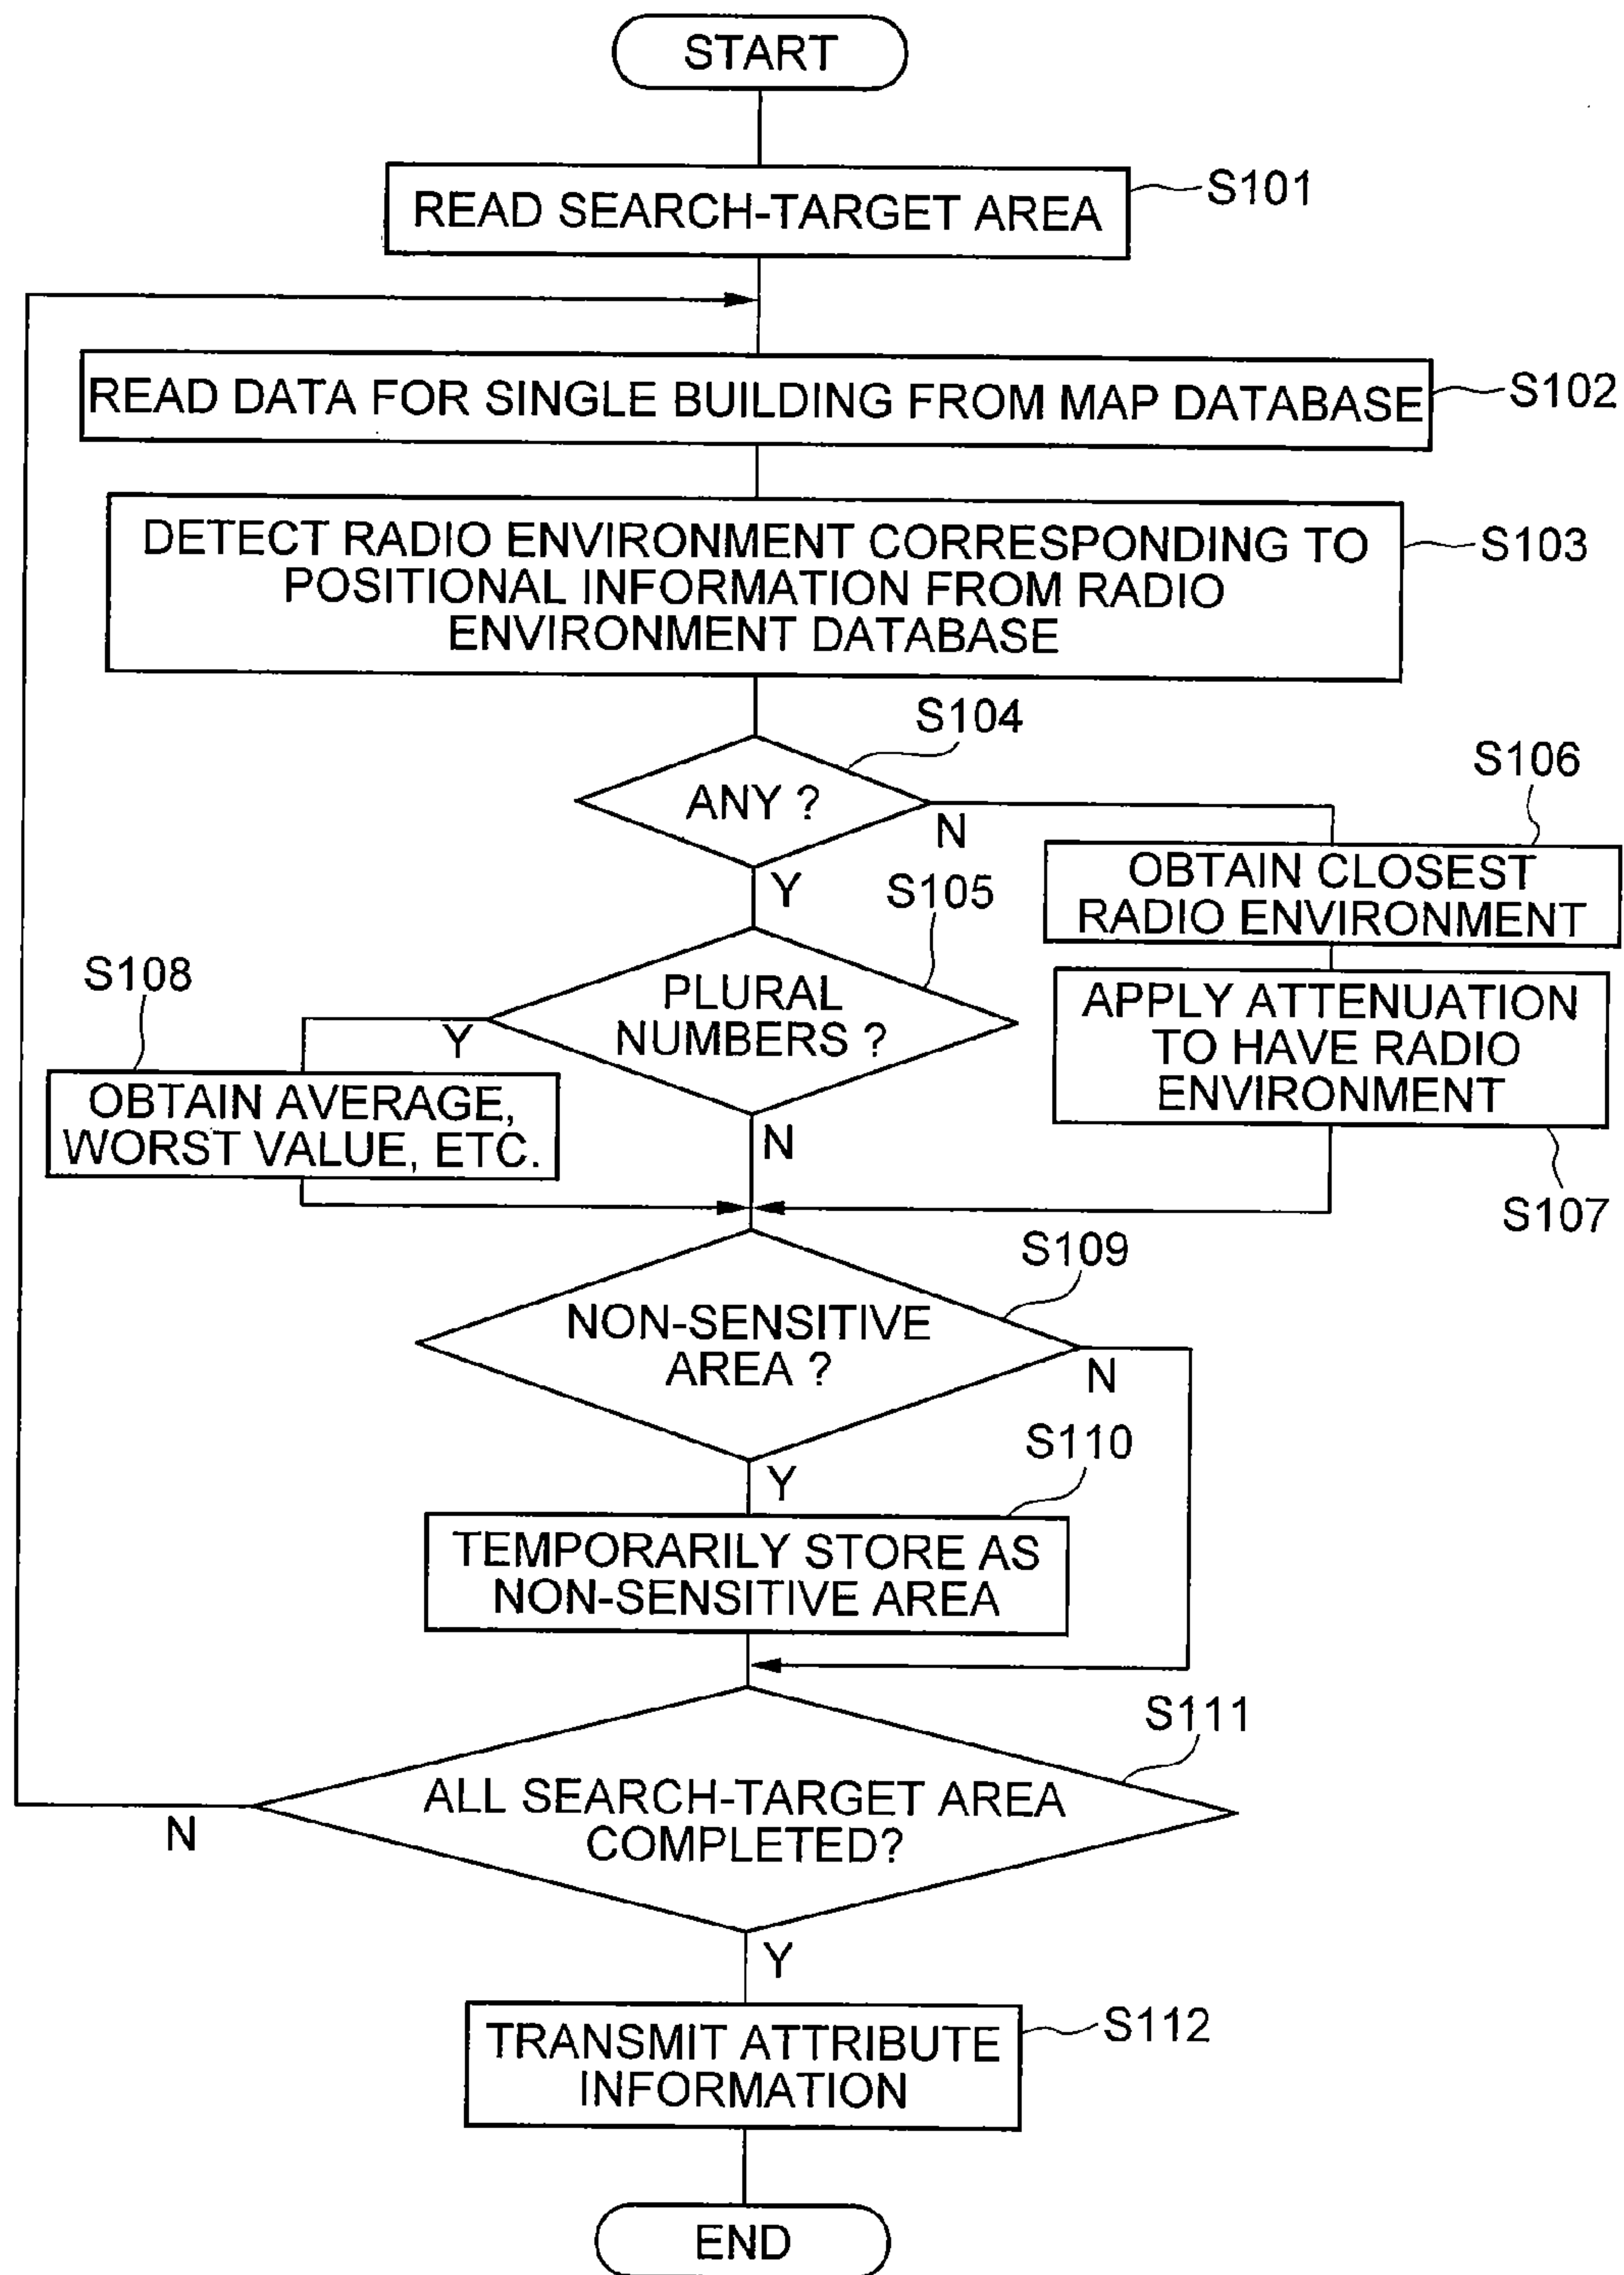 START
READ SEARCH-TARGET AREA
S101
READ DATA FOR SINGLE BUILDING FROM MAP DATABASE
S102
DETECT RADIO ENVIRONMENT CORRESPONDING TO
POSITIONAL INFORMATION FROM RADIO
ENVIRONMENT DATABASE
S103
S104
ANY ?
N
Y
S106
OBTAIN CLOSEST
RADIO ENVIRONMENT
S105
PLURAL
NUMBERS ?
Y
N
S108
OBTAIN AVERAGE,
WORST VALUE, ETC.
APPLY ATTENUATION
TO HAVE RADIO
ENVIRONMENT
S107
S109
NON-SENSITIVE
AREA ?
N
Y
S110
TEMPORARILY STORE AS
NON-SENSITIVE AREA
S111
ALL SEARCH-TARGET AREA
COMPLETED?
N
Y
TRANSMIT ATTRIBUTE
INFORMATION
S112
END